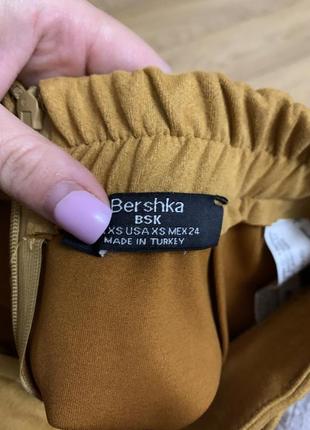 Bershka
BSK
XS USA XS MEX 24
MADE IN TURKEY